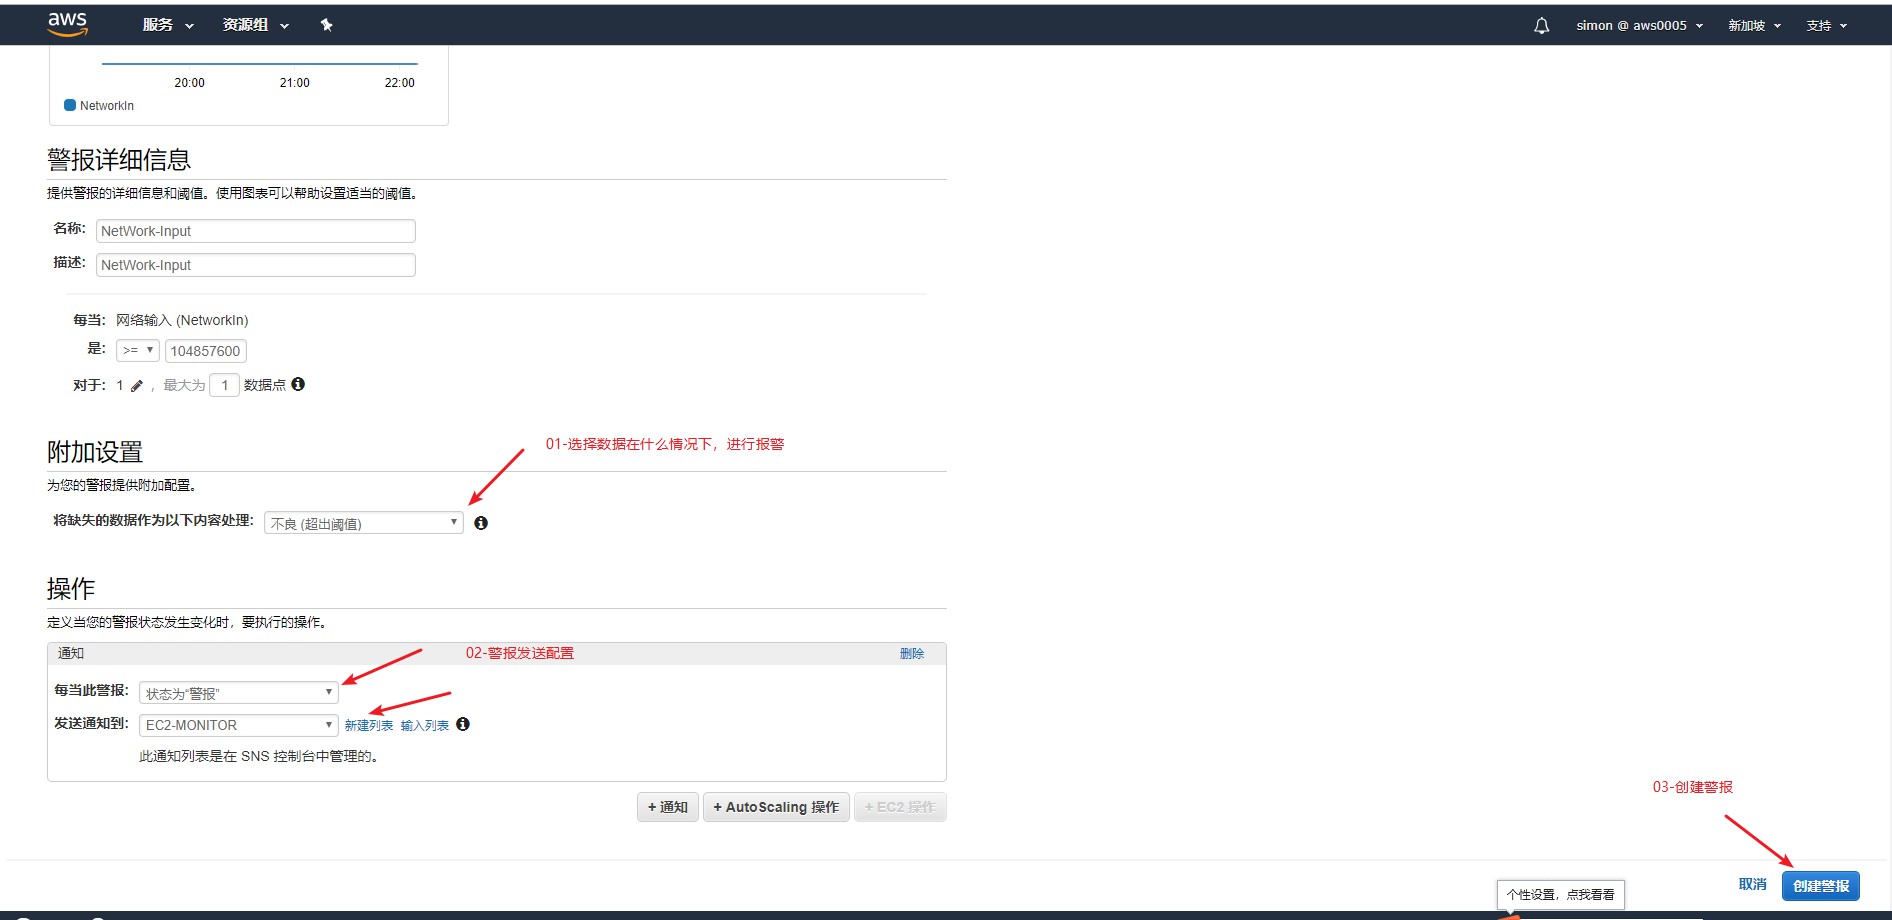 aws 服务 资源组 simon @ aws0005 新加坡 支持
20:00 21:00 22:00
NetworkIn
警报详细信息
提供警报的详细信息和阈值。使用图表可以帮助设置适当的阈值。
名称: NetWork-Input
描述: NetWork-Input
每当: 网络输入 (NetworkIn)
是: >= 104857600
对于: 1 , 最大为 1 数据点
附加设置
01-选择数据在什么情况下，进行报警
为您的警报提供附加配置。
将缺失的数据作为以下内容处理: 不良 (超出阈值)
操作
定义当您的警报状态发生变化时，要执行的操作。
通知 02-警报发送配置 删除
每当此警报: 状态为“警报”
发送通知到: EC2-MONITOR 新建列表 输入列表
此通知列表是在 SNS 控制台中管理的。
+ 通知 + AutoScaling 操作 + EC2 操作
03-创建警报
取消 创建警报
个性设置，点我看看